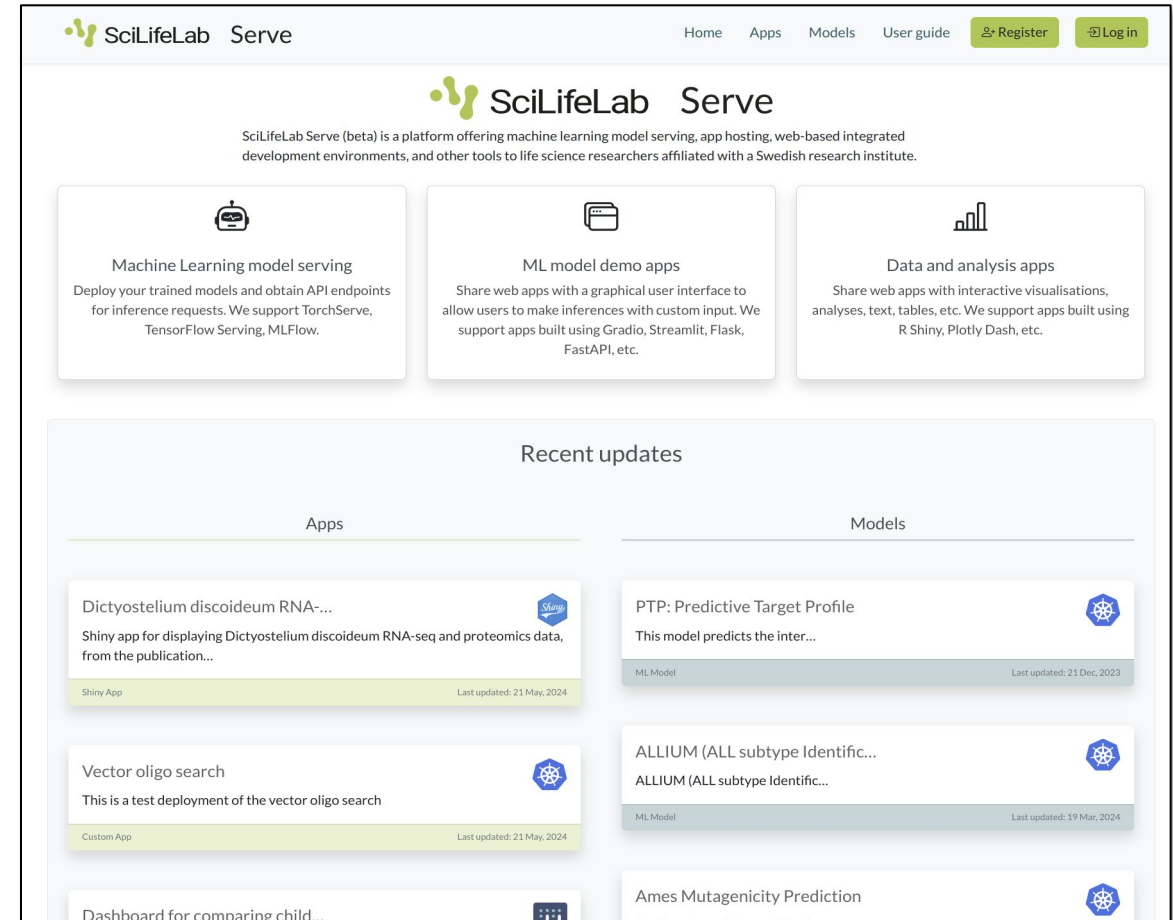 SciLifeLab Serve
Home Apps Models User guide Register Log in
SciLifeLab Serve
SciLifeLab Serve (beta) is a platform offering machine learning model serving, app hosting, web-based integrated
development environments, and other tools to life science researchers affiliated with a Swedish research institute.
Machine Learning model serving
Deploy your trained models and obtain API endpoints
for inference requests. We support TorchServe,
TensorFlow Serving, MLFlow.
ML model demo apps
Share web apps with a graphical user interface to
allow users to make inferences with custom input. We
support apps built using Gradio, Streamlit, Flask,
FastAPI, etc.
Data and analysis apps
Share web apps with interactive visualisations,
analyses, text, tables, etc. We support apps built using
R Shiny, Plotly Dash, etc.
Recent updates
Apps
Dictyostelium discoideum RNA-...
Shiny
Shiny app for displaying Dictyostelium discoideum RNA-seq and proteomics data,
from the publication...
Shiny App Last updated: 21 May, 2024
Vector oligo search
This is a test deployment of the vector oligo search
Custom App Last updated: 21 May, 2024
Dashboard for comparing child...
Models
PTP: Predictive Target Profile
This model predicts the inter...
ML Model Last updated: 21 Dec, 2023
ALLIUM (ALL subtype Identific...
ALLIUM (ALL subtype Identific...
ML Model Last updated: 19 Mar, 2024
Ames Mutagenicity Prediction